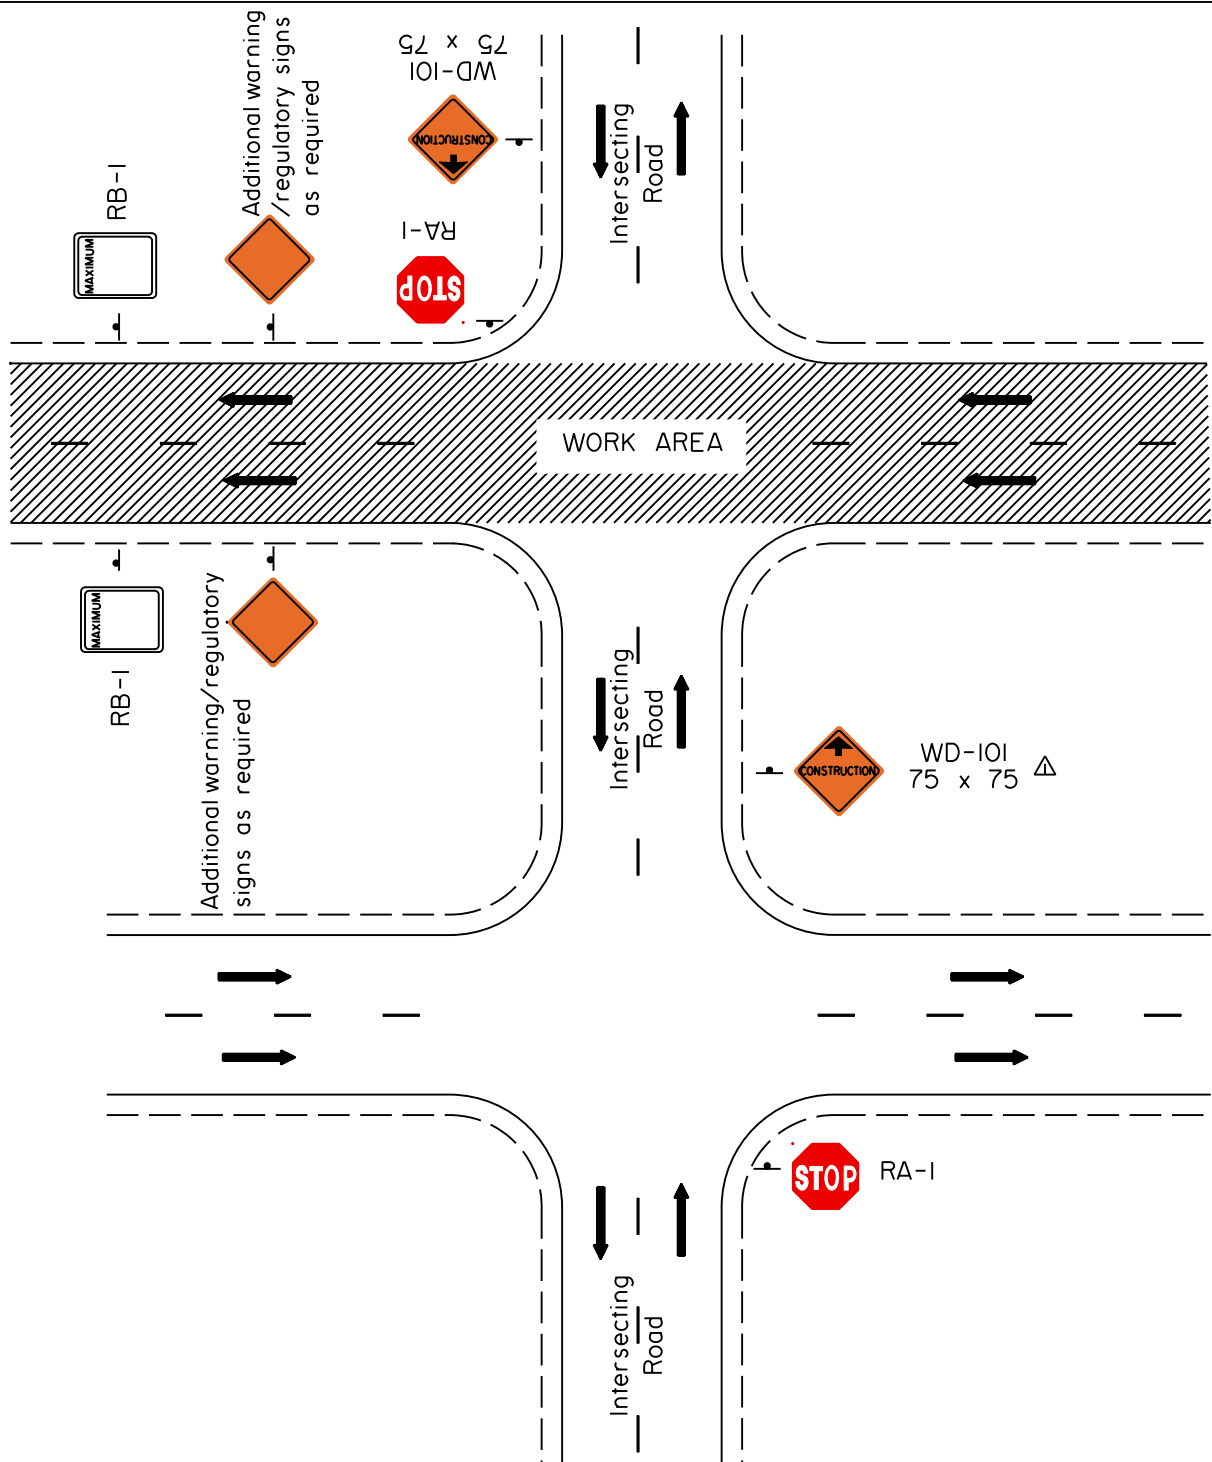 Additional warning
/regulatory signs
as required
WD-101
75 x 75
CONSTRUCTION
RA-1
STOP
RB-1
MAXIMUM
Intersecting
Road
WORK AREA
MAXIMUM
RB-1
Additional warning/regulatory
signs as required
Intersecting
Road
CONSTRUCTION
WD-101
75 x 75
1
STOP
RA-1
Intersecting
Road